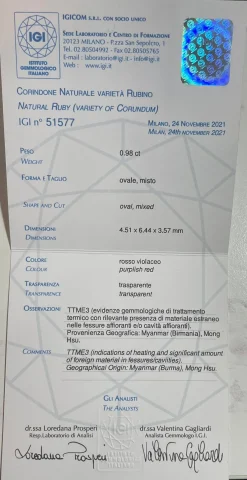 IGICOM S.R.L. CON SOCIO UNICO
SEDE LABORATORIO E CENTRO DI FORMAZIONE
20123 MILANO - P.zza San Sepolcro, 1
Tel. 02.80504992 - Fax 02.80505765
E-mail : laboratorio@igi.it - info@igi.it
Web : www.igi.it
IGI
ISTITUTO
GEMMOLOGICO
ITALIANO
CORINDONE NATURALE VARIETÀ RUBINO
NATURAL RUBY (VARIETY OF CORUNDUM)
IGI n° 51577
MILANO, 24 NOVEMBRE 2021
MILAN, 24th NOVEMBER 2021
PESO 0.98 ct
WEIGHT
FORMA E TAGLIO ovale, misto
SHAPE AND CUT oval, mixed
DIMENSIONI 4.51 x 6.44 x 3.57 mm
DIMENSIONS
COLORE rosso violaceo
COLOUR purplish red
TRASPARENZA trasparente
TRANSPARENCE transparent
OSSERVAZIONI TTME3 (evidenze gemmologiche di trattamento
termico con rilevante presenza di materiale estraneo
nelle fessure affioranti e/o cavità affioranti).
Provenienza Geografica: Myanmar (Birmania), Mong
Hsu.
COMMENTS TTME3 (indications of heating and significant amount
of foreign material in fissures/cavities).
Geographical Origin: Myanmar (Burma), Mong Hsu.
GLI ANALISTI
THE ANALYSTS
dr.ssa Loredana Prosperi dr.ssa Valentina Gagliardi
Resp.Laboratorio di Analisi Analista Gemmologo I.G.I.
Loredana Prosperi Valentina Gagliardi